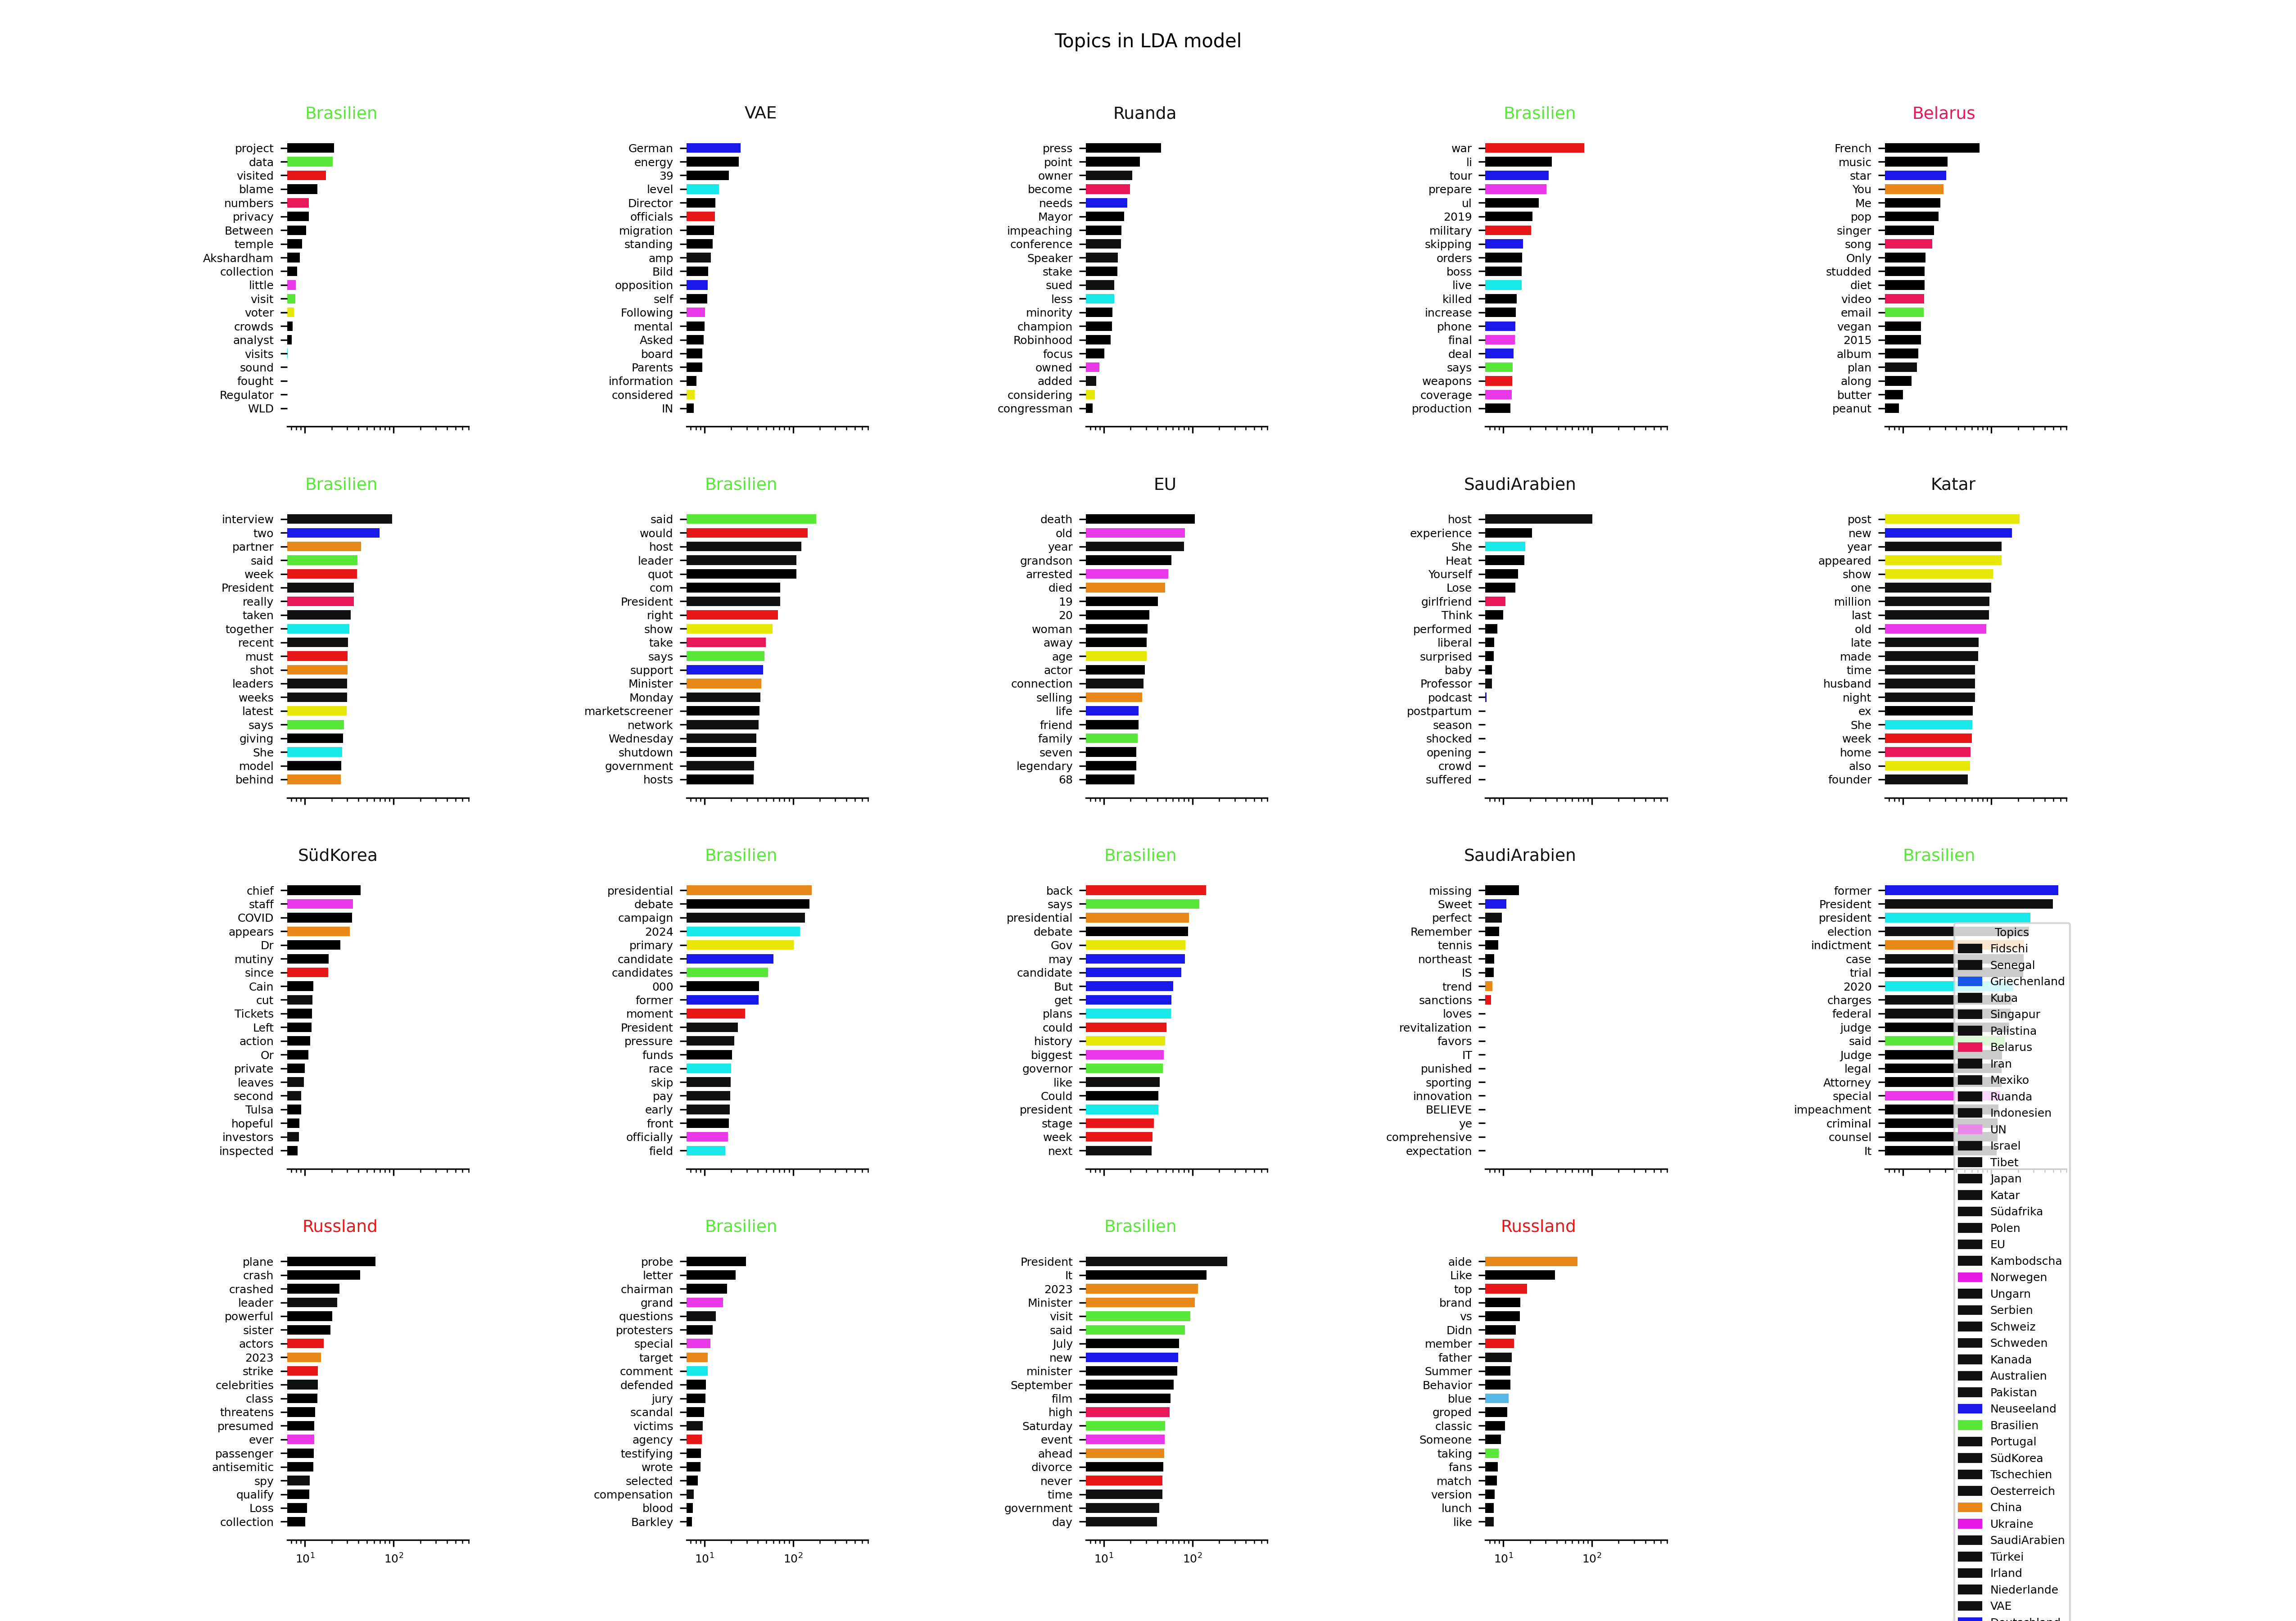 Topics in LDA model
Brasilien
project
data
visited
blame
numbers
privacy
Between
temple
Akshardham
collection
little
visit
voter
crowds
analyst
visits
sound
fought
Regulator
WLD
VAE
German
energy
39
level
Director
officials
migration
standing
amp
Bild
opposition
self
Following
mental
Asked
board
Parents
information
considered
IN
Ruanda
press
point
owner
become
needs
Mayor
impeaching
conference
Speaker
stake
sued
less
minority
champion
Robinhood
focus
owned
added
considering
congressman
Brasilien
war
li
tour
prepare
ul
2019
military
skipping
orders
boss
live
killed
increase
phone
final
deal
says
weapons
coverage
production
Belarus
French
music
star
You
Me
pop
singer
song
Only
studded
diet
video
email
vegan
2015
album
plan
along
butter
peanut
Brasilien
interview
two
partner
said
week
President
really
taken
together
recent
must
shot
leaders
weeks
latest
says
giving
She
model
behind
Brasilien
said
would
host
leader
quot
com
President
right
show
take
says
support
Minister
Monday
marketscreener
network
Wednesday
shutdown
government
hosts
EU
death
old
year
grandson
arrested
died
19
20
woman
away
age
actor
connection
selling
life
friend
family
seven
legendary
68
SaudiArabien
host
experience
She
Heat
Yourself
Lose
girlfriend
Think
performed
liberal
surprised
baby
Professor
podcast
postpartum
season
shocked
opening
crowd
suffered
Katar
post
new
year
appeared
show
one
million
last
old
late
made
time
husband
night
ex
She
week
home
also
founder
SüdKorea
chief
staff
COVID
appears
Dr
mutiny
since
Cain
cut
Tickets
Left
action
Or
private
leaves
second
Tulsa
hopeful
investors
inspected
Brasilien
presidential
debate
campaign
2024
primary
candidate
candidates
000
former
moment
President
pressure
funds
race
skip
pay
early
front
officially
field
Brasilien
back
says
presidential
debate
Gov
may
candidate
But
get
plans
could
history
biggest
governor
like
Could
president
stage
week
next
SaudiArabien
missing
Sweet
perfect
Remember
tennis
northeast
IS
trend
sanctions
loves
revitalization
favors
IT
punished
sporting
innovation
BELIEVE
ye
comprehensive
expectation
Brasilien
former
President
president
election
indictment
case
trial
2020
charges
federal
judge
said
Judge
legal
Attorney
special
impeachment
criminal
counsel
It
Russland
plane
crash
crashed
leader
powerful
sister
actors
2023
strike
celebrities
class
threatens
presumed
ever
passenger
antisemitic
spy
qualify
Loss
collection
10¹ 10²
Brasilien
probe
letter
chairman
grand
questions
protesters
special
target
comment
defended
jury
scandal
victims
agency
testifying
wrote
selected
compensation
blood
Barkley
10¹ 10²
Brasilien
President
It
2023
Minister
visit
said
July
new
minister
September
film
high
Saturday
event
ahead
divorce
never
time
government
day
10¹ 10²
Russland
aide
Like
top
brand
vs
Didn
member
father
Summer
Behavior
blue
groped
classic
Someone
taking
fans
match
version
lunch
like
10¹ 10²
Topics
Fidschi
Senegal
Griechenland
Kuba
Singapur
Palistina
Belarus
Iran
Mexiko
Ruanda
Indonesien
UN
Israel
Tibet
Japan
Katar
Südafrika
Polen
EU
Kambodscha
Norwegen
Ungarn
Serbien
Schweiz
Schweden
Kanada
Australien
Pakistan
Neuseeland
Brasilien
Portugal
SüdKorea
Tschechien
Oesterreich
China
Ukraine
SaudiArabien
Türkei
Irland
Niederlande
VAE